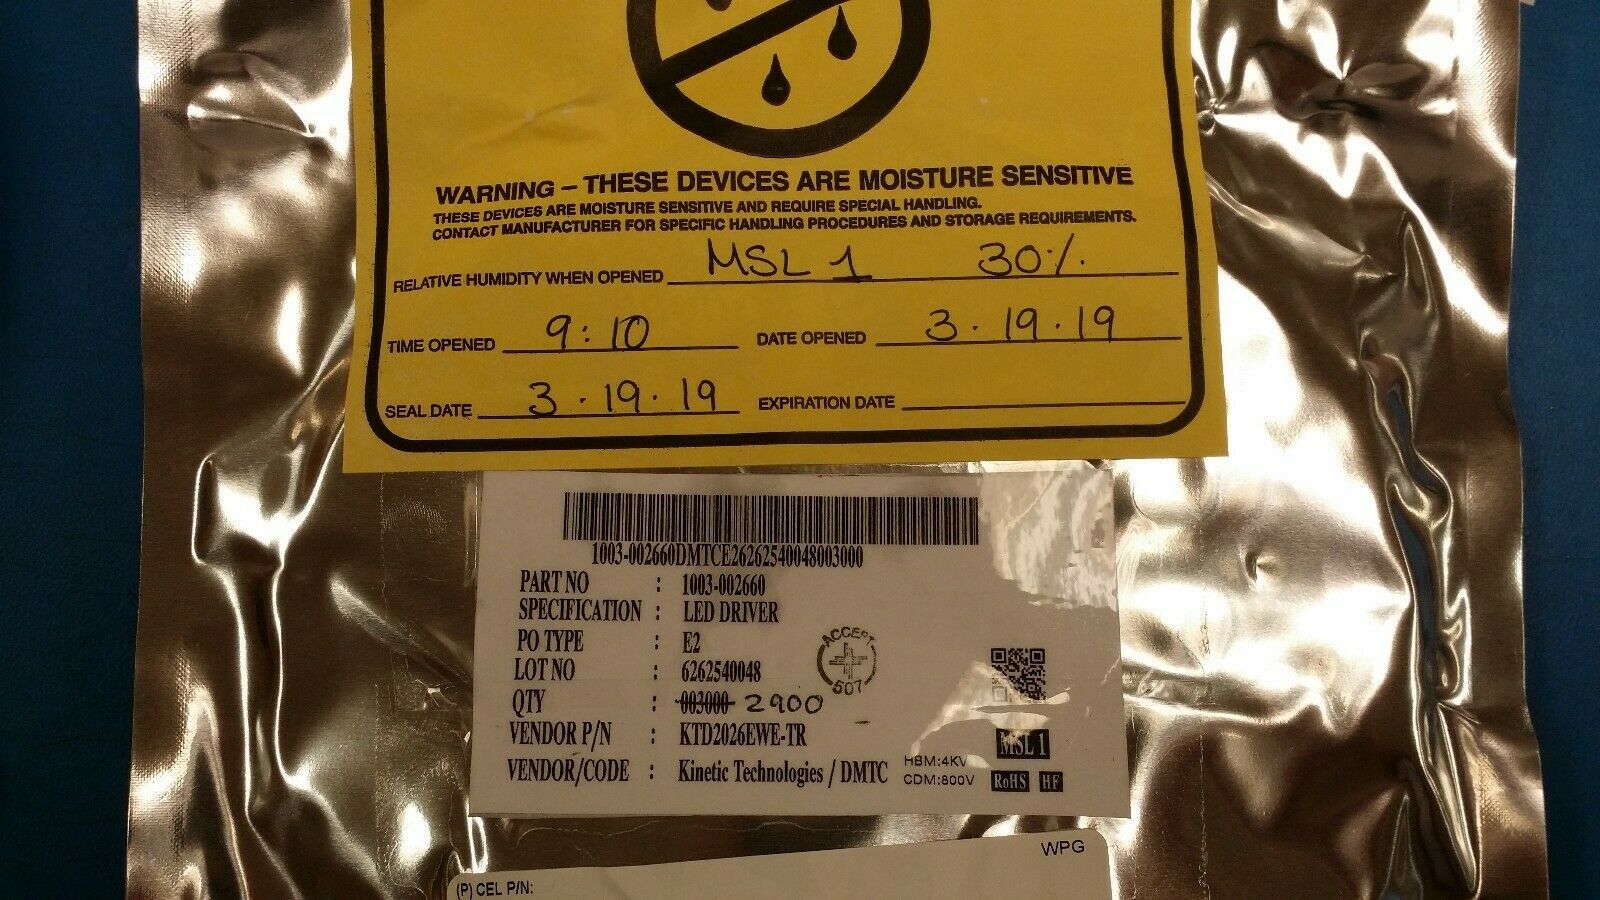 WARNING – THESE DEVICES ARE MOISTURE SENSITIVE
THESE DEVICES ARE MOISTURE SENSITIVE AND REQUIRE SPECIAL HANDLING.
CONTACT MANUFACTURER FOR SPECIFIC HANDLING PROCEDURES AND STORAGE REQUIREMENTS.
RELATIVE HUMIDITY WHEN OPENED MSL 1 30%
TIME OPENED 9:10 DATE OPENED 3.19.19
SEAL DATE 3.19.19 EXPIRATION DATE
1003-002660DMTCE26262540048003000
PART NO : 1003-002660
SPECIFICATION : LED DRIVER
PO TYPE : E2
LOT NO : 6262540048
ACCEPT
507
QTY : 003000 2900
VENDOR P/N : KTD2026EWE-TR
MSL 1
VENDOR/CODE : Kinetic Technologies / DMTC
HBM:4KV
CDM:800V
RoHS HF
WPG
(P) CEL P/N: